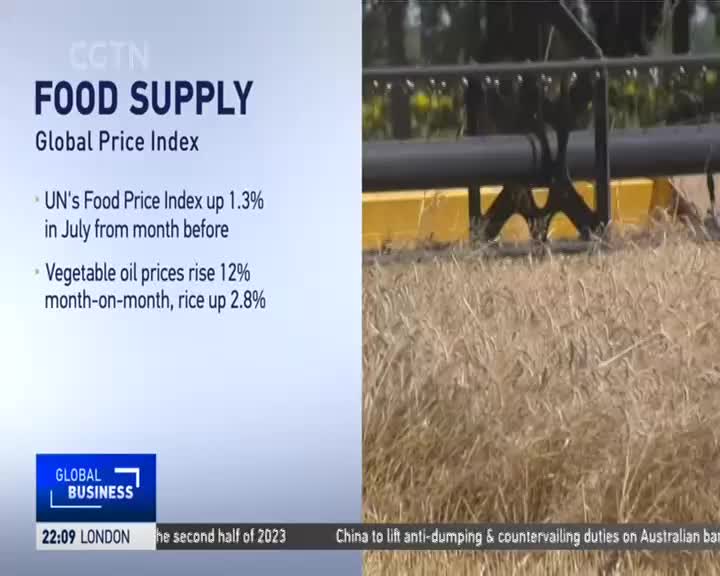 CGTN
FOOD SUPPLY
Global Price Index
UN's Food Price Index up 1.3%
in July from month before
Vegetable oil prices rise 12%
month-on-month, rice up 2.8%
GLOBAL
BUSINESS
22:09 LONDON
he second half of 2023 China to lift anti-dumping & countervailing duties on Australian bar